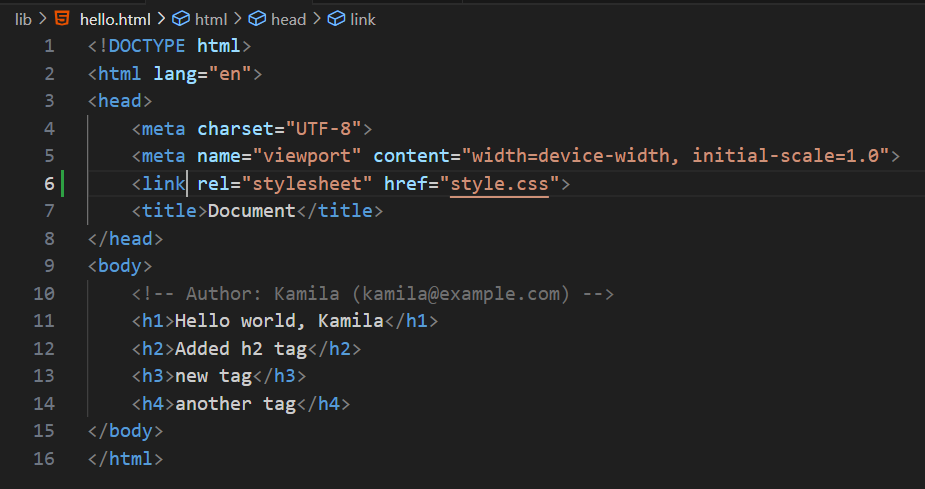 lib > hello.html > html > head > link
1 <!DOCTYPE html>
2 <html lang="en">
3 <head>
4     <meta charset="UTF-8">
5     <meta name="viewport" content="width=device-width, initial-scale=1.0">
6     <link rel="stylesheet" href="style.css">
7     <title>Document</title>
8 </head>
9 <body>
10     <!-- Author: Kamila (kamila@example.com) -->
11     <h1>Hello world, Kamila</h1>
12     <h2>Added h2 tag</h2>
13     <h3>new tag</h3>
14     <h4>another tag</h4>
15 </body>
16 </html>